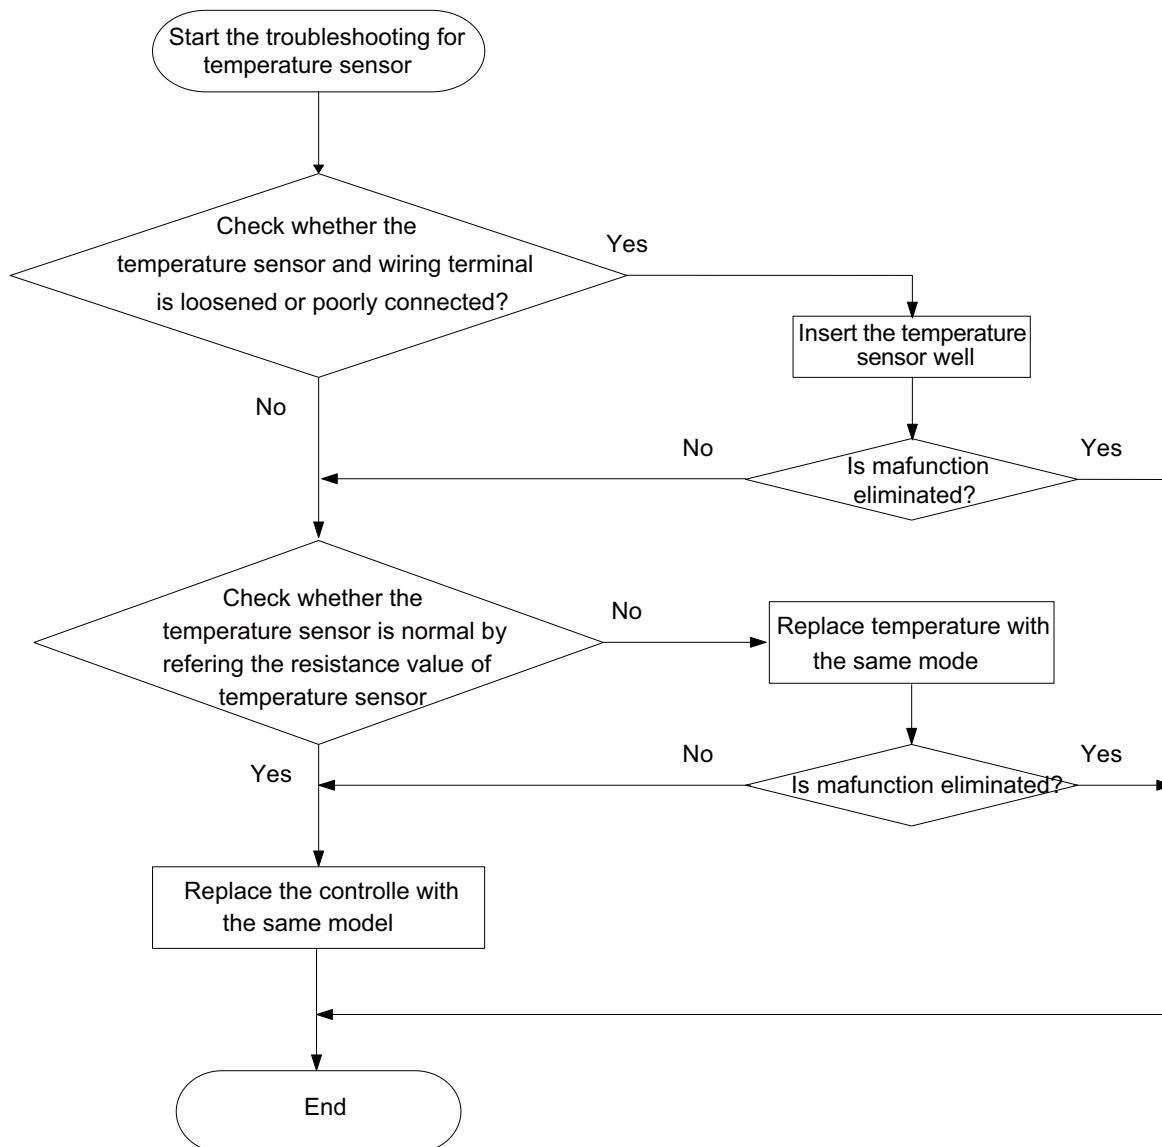 Start the troubleshooting for
temperature sensor
Check whether the
temperature sensor and wiring terminal
is loosened or poorly connected?
Yes
Insert the temperature
sensor well
No
No
Is mafunction
eliminated?
Yes
Check whether the
temperature sensor is normal by
refering the resistance value of
temperature sensor
No
Replace temperature with
the same mode
Yes
No
Is mafunction eliminated?
Yes
Replace the controlle with
the same model
End